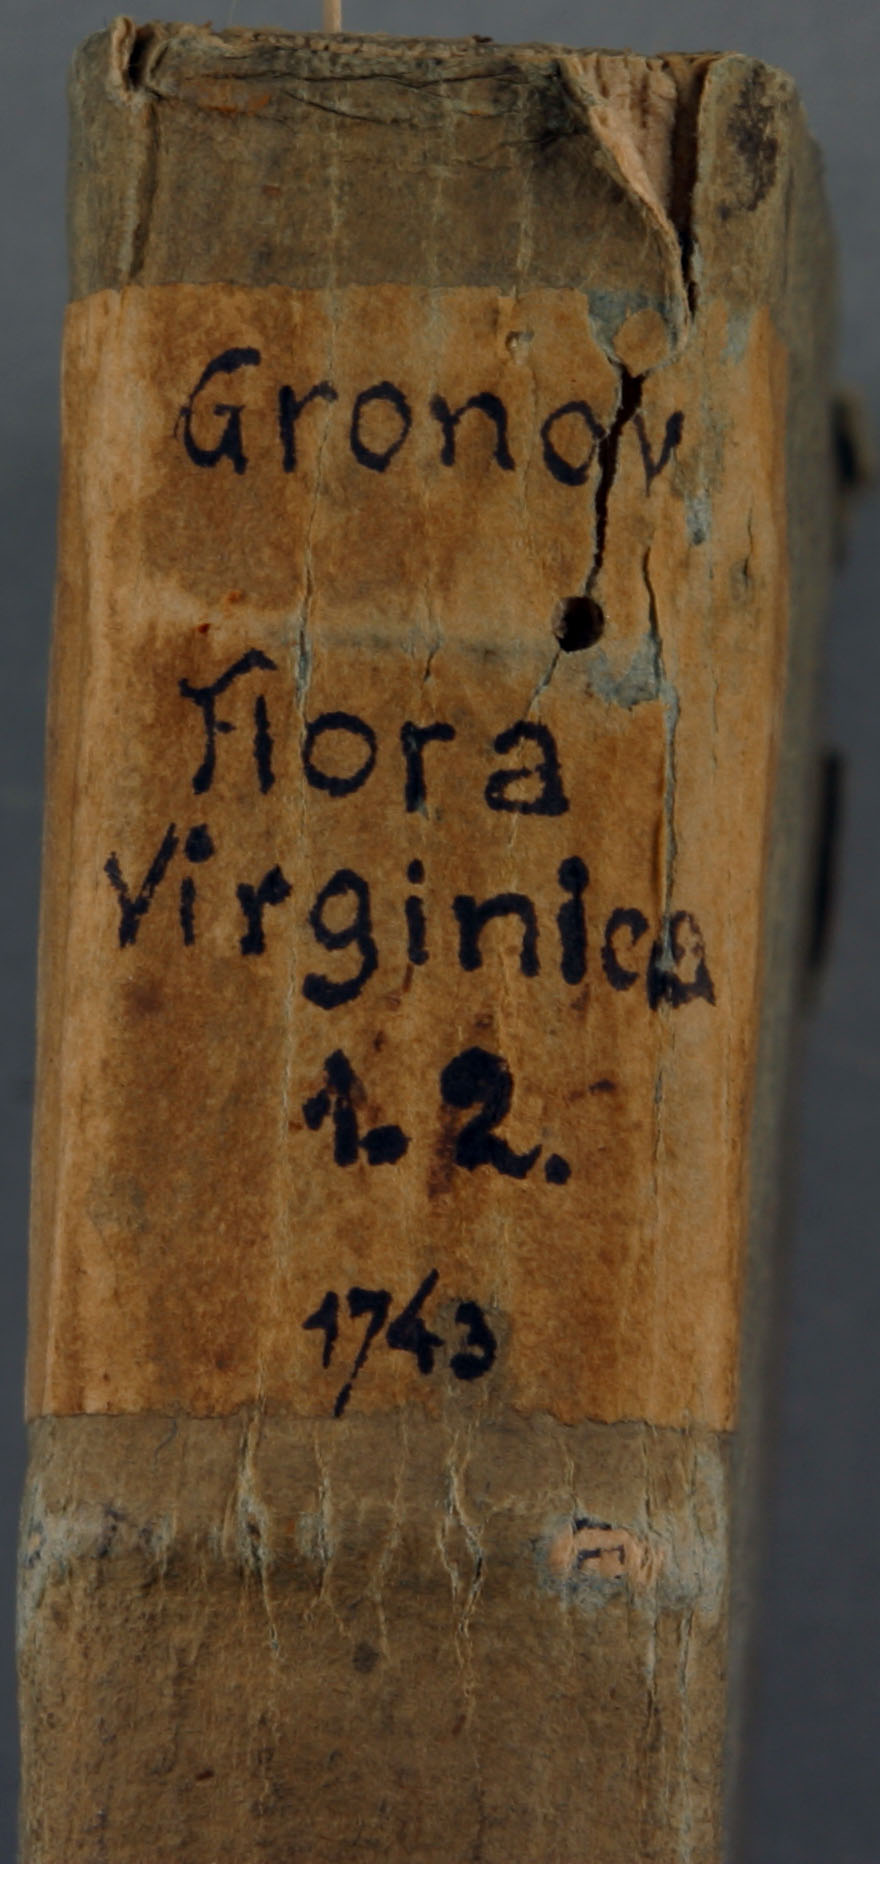 Gronov
Flora
Virginica
1. 2.
1743